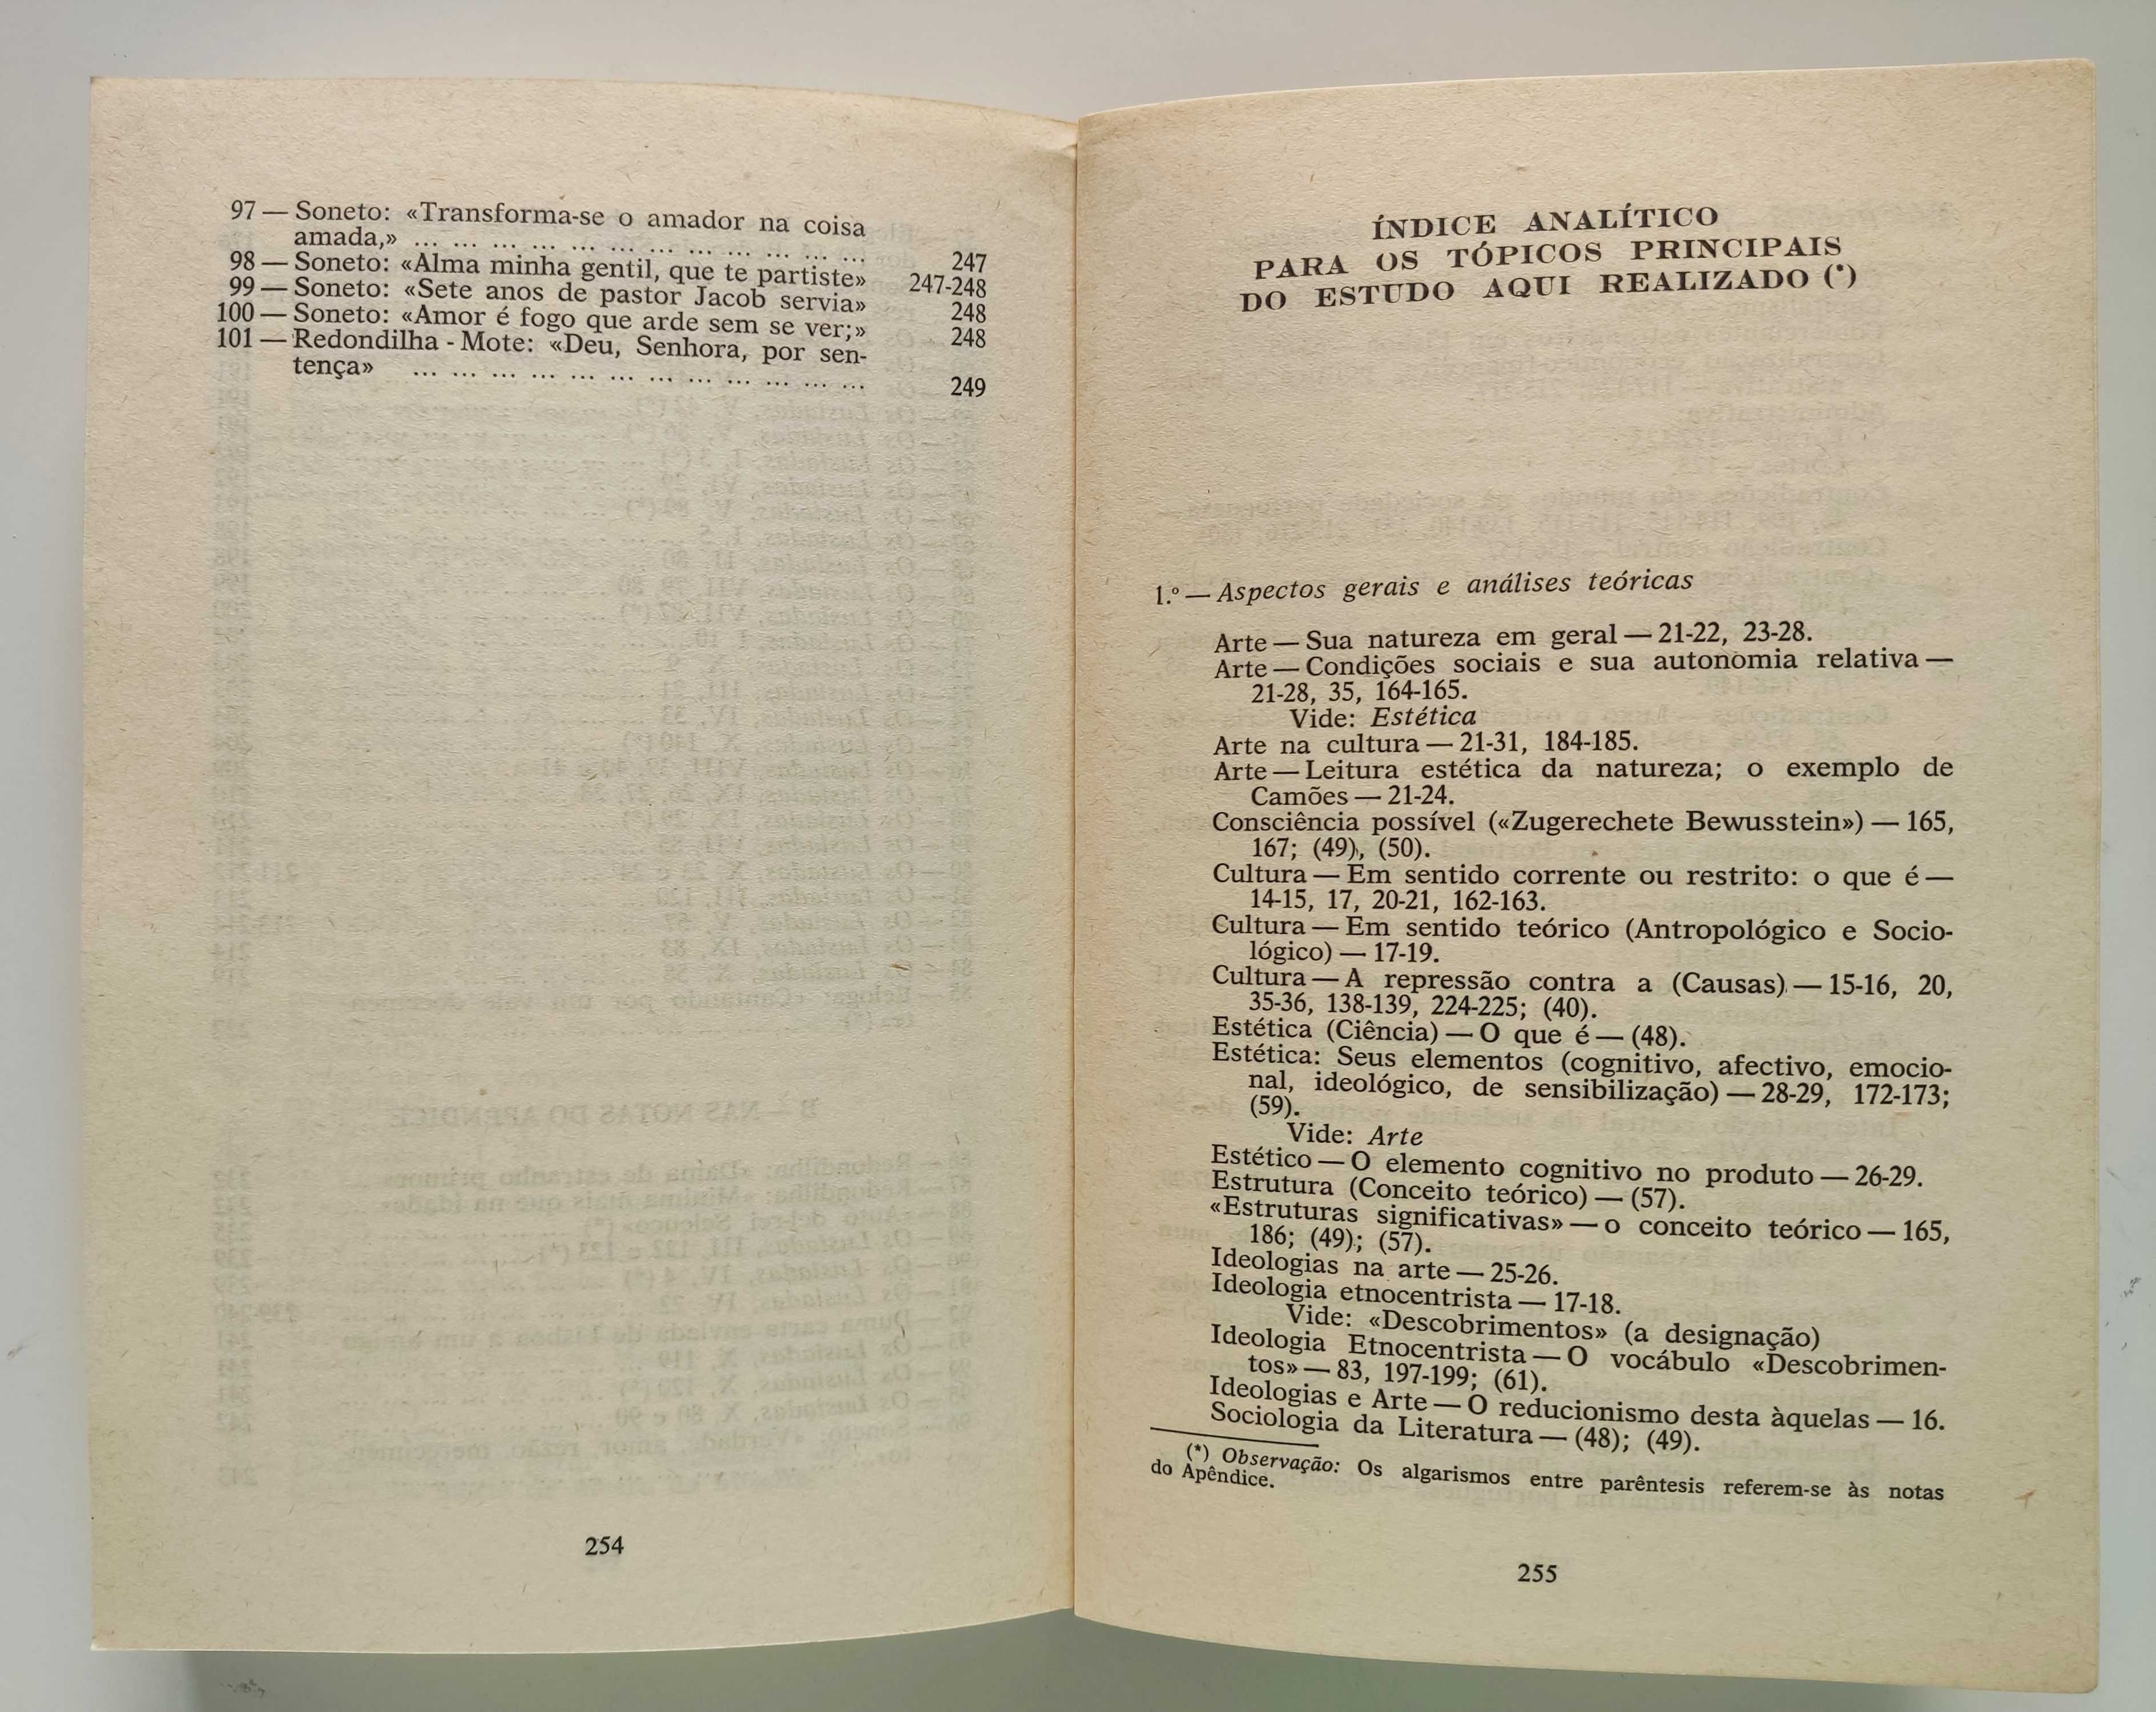 97 — Soneto: «Transforma-se o amador na coisa
amada,» ... ... ... ... ... ... ... ... ... ... ... ... 247
98 — Soneto: «Alma minha gentil, que te partiste» 247-248
99 — Soneto: «Sete anos de pastor Jacob servia» 248
100 — Soneto: «Amor é fogo que arde sem se ver;» 248
101 — Redondilha - Mote: «Deu, Senhora, por sen-
tença» ... ... ... ... ... ... ... ... ... ... ... ... 249
254
ÍNDICE ANALÍTICO
PARA OS TÓPICOS PRINCIPAIS
DO ESTUDO AQUI REALIZADO (*)
1.º — Aspectos gerais e análises teóricas
Arte — Sua natureza em geral — 21-22, 23-28.
Arte — Condições sociais e sua autonomia relativa —
21-28, 35, 164-165.
Vide: Estética
Arte na cultura — 21-31, 184-185.
Arte — Leitura estética da natureza; o exemplo de
Camões — 21-24.
Consciência possível («Zugerechete Bewusstein») — 165,
167; (49), (50).
Cultura — Em sentido corrente ou restrito: o que é —
14-15, 17, 20-21, 162-163.
Cultura — Em sentido teórico (Antropológico e Socio-
lógico) — 17-19.
Cultura — A repressão contra a (Causas) — 15-16, 20,
35-36, 138-139, 224-225; (40).
Estética (Ciência) — O que é — (48).
Estética: Seus elementos (cognitivo, afectivo, emocio-
nal, ideológico, de sensibilização) — 28-29, 172-173;
(59).
Vide: Arte
Estético — O elemento cognitivo no produto — 26-29.
Estrutura (Conceito teórico) — (57).
«Estruturas significativas» — o conceito teórico — 165,
186; (49); (57).
Ideologias na arte — 25-26.
Ideologia etnocentrista — 17-18.
Vide: «Descobrimentos» (a designação)
Ideologia Etnocentrista — O vocábulo «Descobrimen-
tos» — 83, 197-199; (61).
Ideologias e Arte — O reducionismo desta àquelas — 16.
Sociologia da Literatura — (48); (49).
(*) Observação: Os algarismos entre parêntesis referem-se às notas
do Apêndice.
255